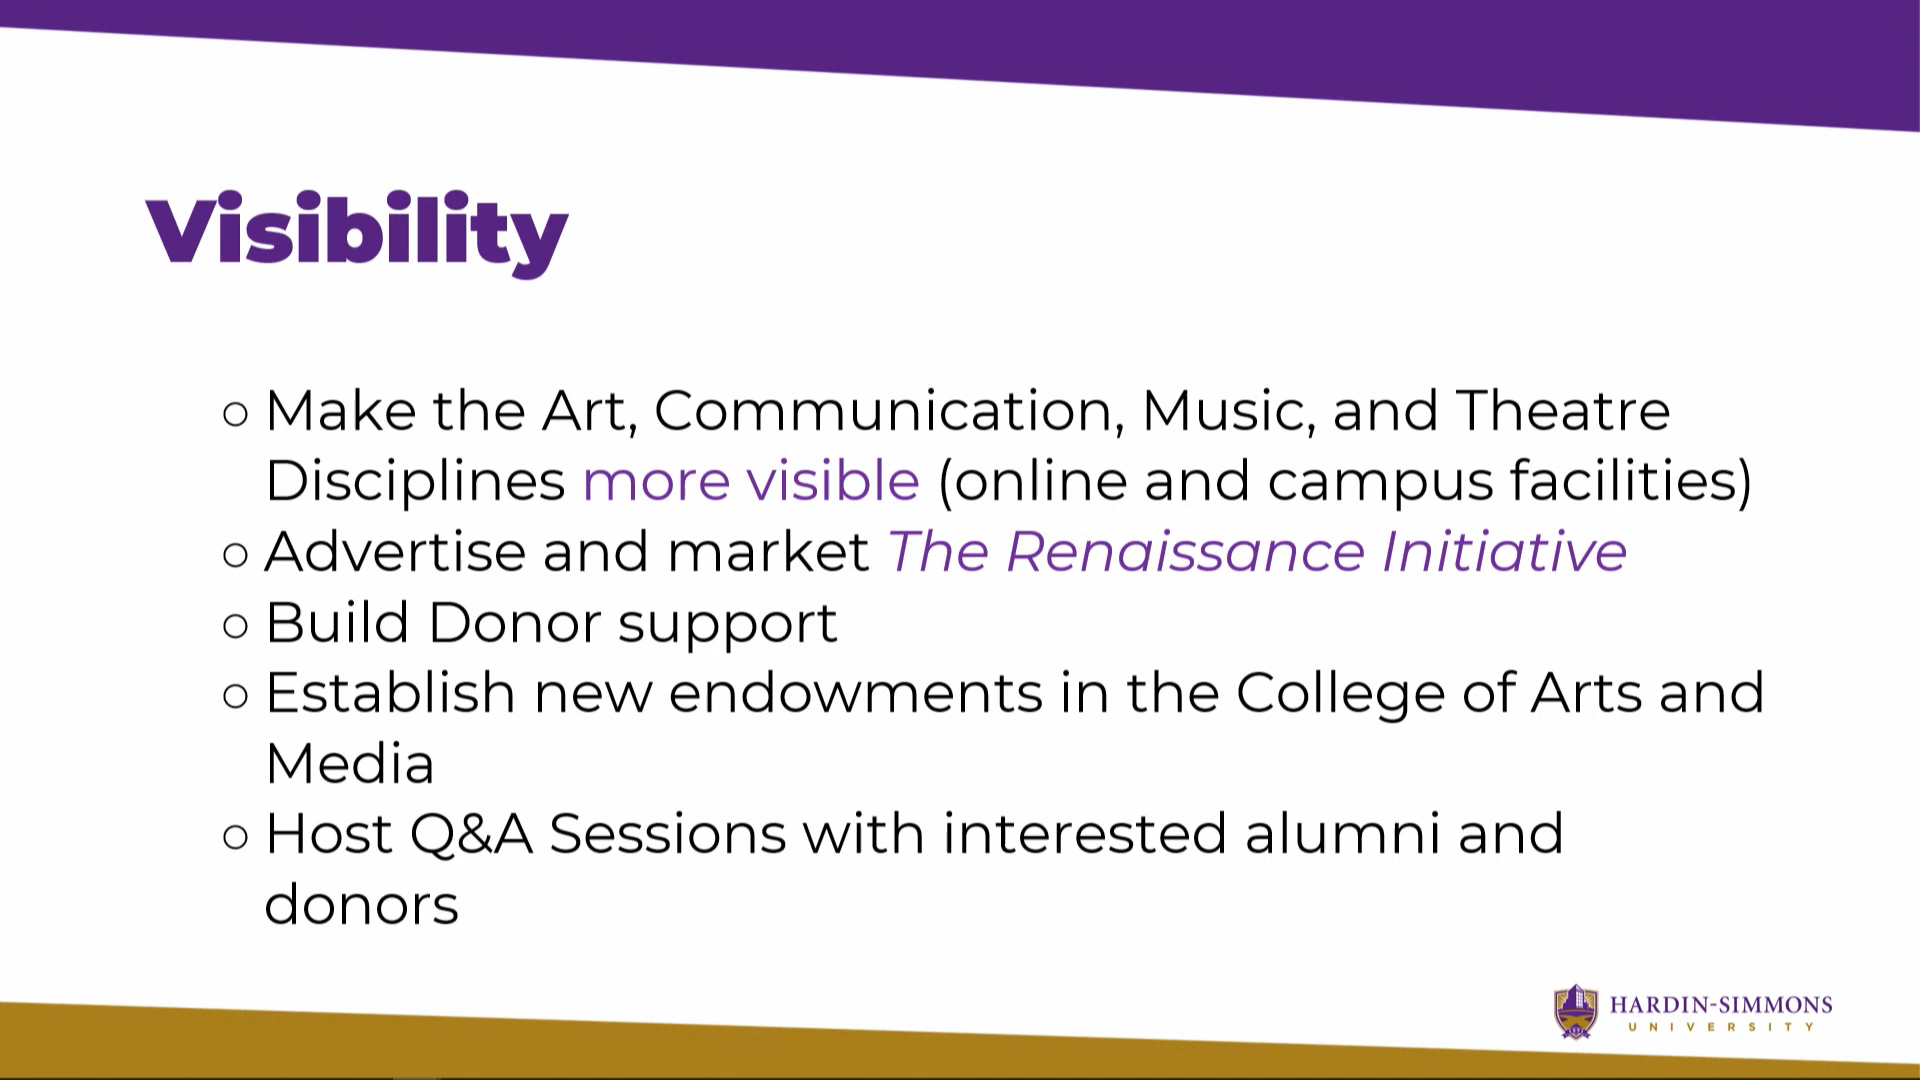 Visibility
○ Make the Art, Communication, Music, and Theatre
Disciplines more visible (online and campus facilities)
○ Advertise and market The Renaissance Initiative
○ Build Donor support
○ Establish new endowments in the College of Arts and
Media
○ Host Q&A Sessions with interested alumni and
donors
HARDIN-SIMMONS
UNIVERSITY